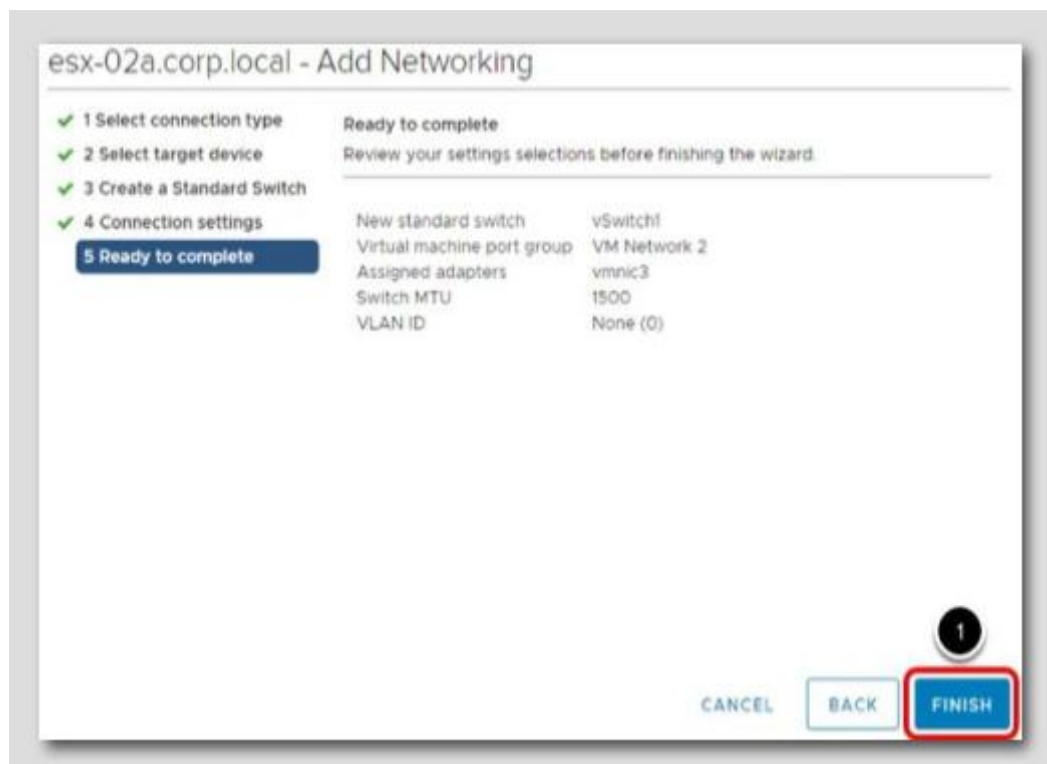 esx-02a.corp.local - Add Networking
1 Select connection type
2 Select target device
3 Create a Standard Switch
4 Connection settings
5 Ready to complete
Ready to complete
Review your settings selections before finishing the wizard.
New standard switch vSwitch1
Virtual machine port group VM Network 2
Assigned adapters vmnic3
Switch MTU 1500
VLAN ID None (0)
1
CANCEL BACK FINISH